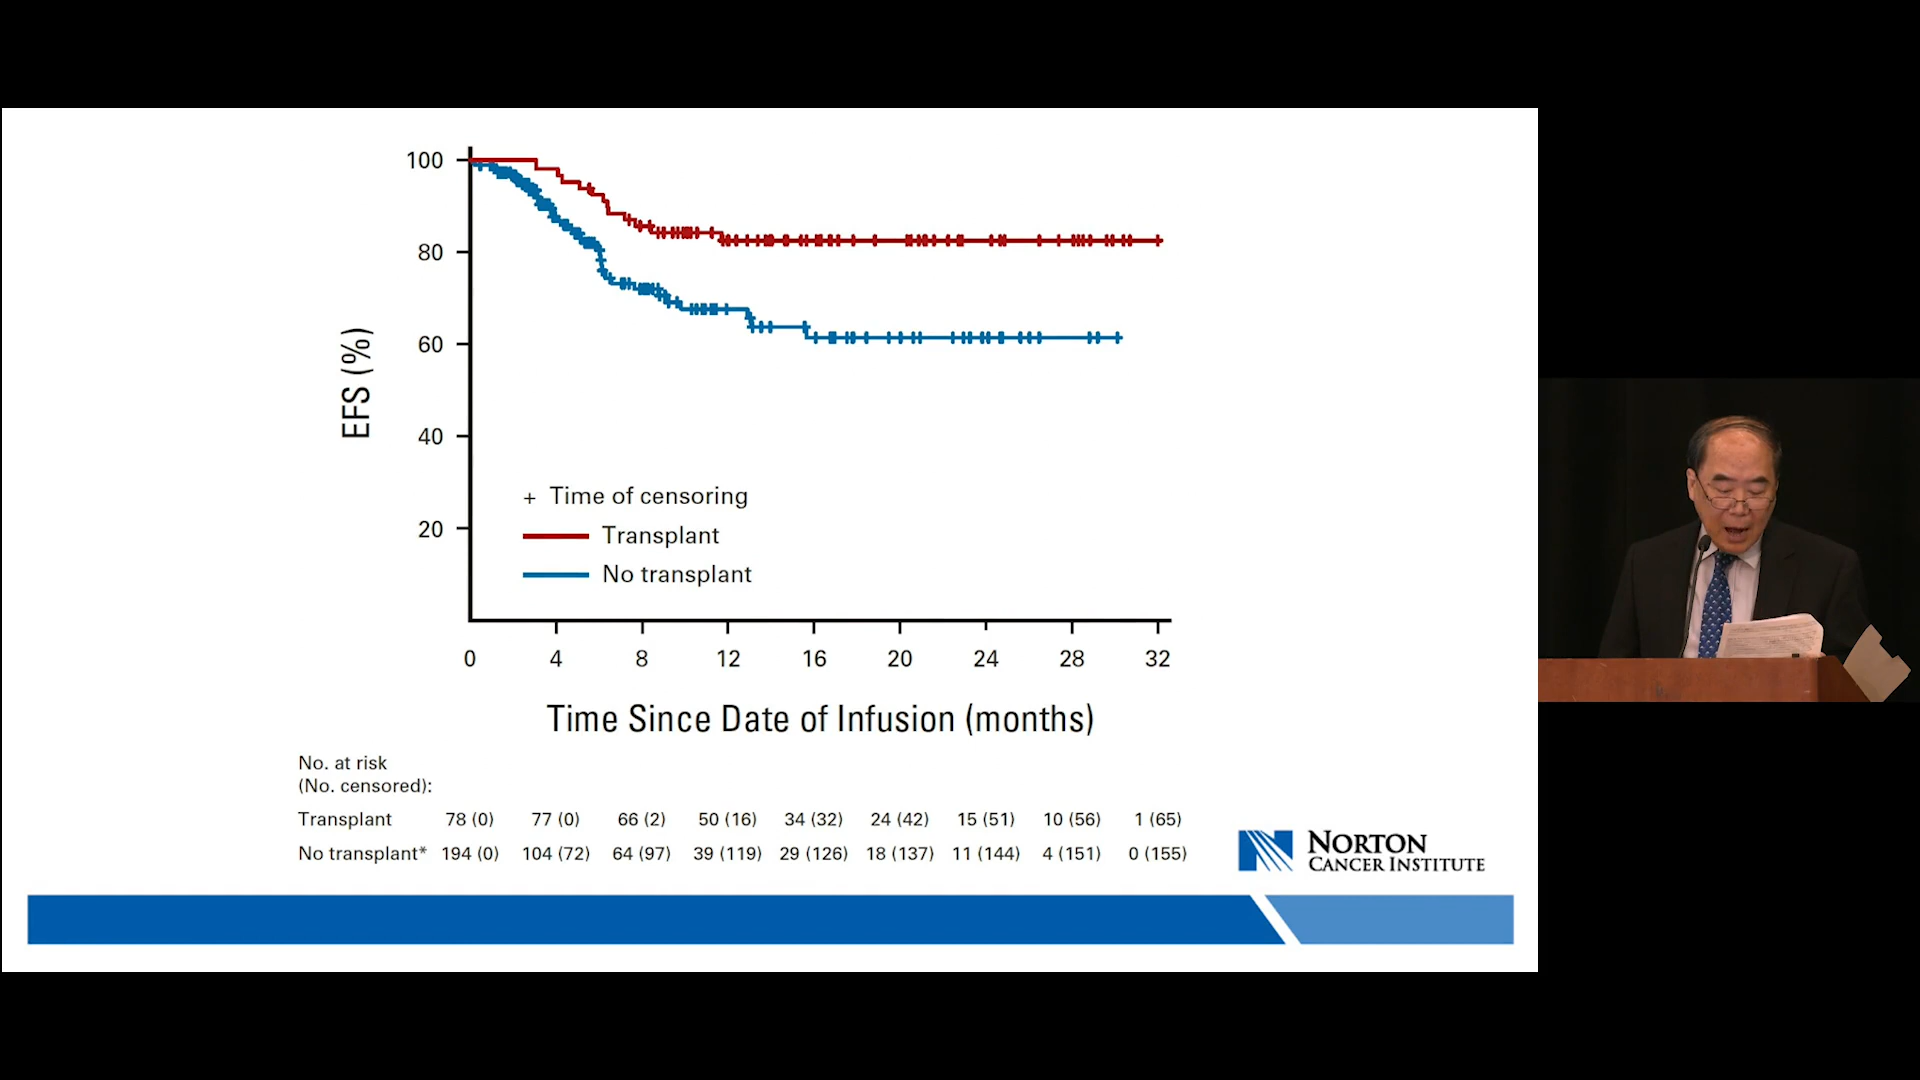 100
80
60
40
20
EFS (%)
+ Time of censoring
Transplant
No transplant
0 4 8 12 16 20 24 28 32
Time Since Date of Infusion (months)
No. at risk
(No. censored):
Transplant 78 (0) 77 (0) 66 (2) 50 (16) 34 (32) 24 (42) 15 (51) 10 (56) 1 (65)
No transplant* 194 (0) 104 (72) 64 (97) 39 (119) 29 (126) 18 (137) 11 (144) 4 (151) 0 (155)
NORTON
CANCER INSTITUTE